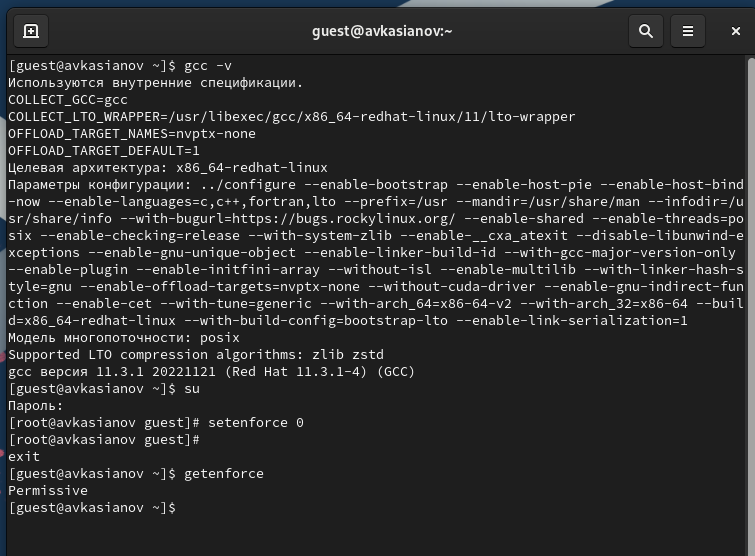 guest@avkasianov:~
[guest@avkasianov ~]$ gcc -v
Используются внутренние спецификации.
COLLECT_GCC=gcc
COLLECT_LTO_WRAPPER=/usr/libexec/gcc/x86_64-redhat-linux/11/lto-wrapper
OFFLOAD_TARGET_NAMES=nvptx-none
OFFLOAD_TARGET_DEFAULT=1
Целевая архитектура: x86_64-redhat-linux
Параметры конфигурации: ../configure --enable-bootstrap --enable-host-pie --enable-host-bind
-now --enable-languages=c,c++,fortran,lto --prefix=/usr --mandir=/usr/share/man --infodir=/u
sr/share/info --with-bugurl=https://bugs.rockylinux.org/ --enable-shared --enable-threads=po
six --enable-checking=release --with-system-zlib --enable-__cxa_atexit --disable-libunwind-e
xceptions --enable-gnu-unique-object --enable-linker-build-id --with-gcc-major-version-only
--enable-plugin --enable-initfini-array --without-isl --enable-multilib --with-linker-hash-s
tyle=gnu --enable-offload-targets=nvptx-none --without-cuda-driver --enable-gnu-indirect-fun
ction --enable-cet --with-tune=generic --with-arch_64=x86-64-v2 --with-arch_32=x86-64 --buil
d=x86_64-redhat-linux --with-build-config=bootstrap-lto --enable-link-serialization=1
Модель многопоточности: posix
Supported LTO compression algorithms: zlib zstd
gcc версия 11.3.1 20221121 (Red Hat 11.3.1-4) (GCC)
[guest@avkasianov ~]$ su
Пароль:
[root@avkasianov guest]# setenforce 0
[root@avkasianov guest]#
exit
[guest@avkasianov ~]$ getenforce
Permissive
[guest@avkasianov ~]$